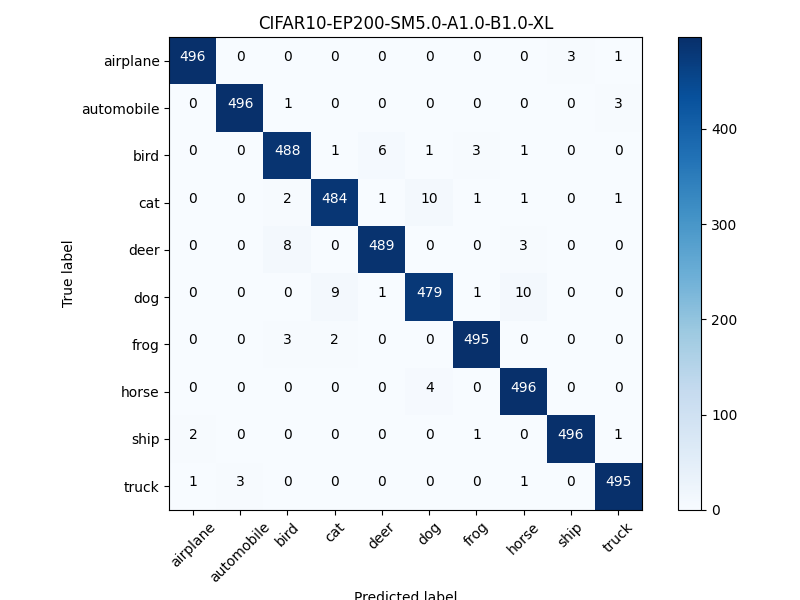 CIFAR10-EP200-SM5.0-A1.0-B1.0-XL
True label
airplane 496 0 0 0 0 0 0 0 3 1
automobile 0 496 1 0 0 0 0 0 0 3
bird 0 0 488 1 6 1 3 1 0 0
cat 0 0 2 484 1 10 1 1 0 1
deer 0 0 8 0 489 0 0 3 0 0
dog 0 0 0 9 1 479 1 10 0 0
frog 0 0 3 2 0 0 495 0 0 0
horse 0 0 0 0 0 4 0 496 0 0
ship 2 0 0 0 0 0 1 0 496 1
truck 1 3 0 0 0 0 0 1 0 495
airplane automobile bird cat deer dog frog horse ship truck
Predicted label
400
300
200
100
0